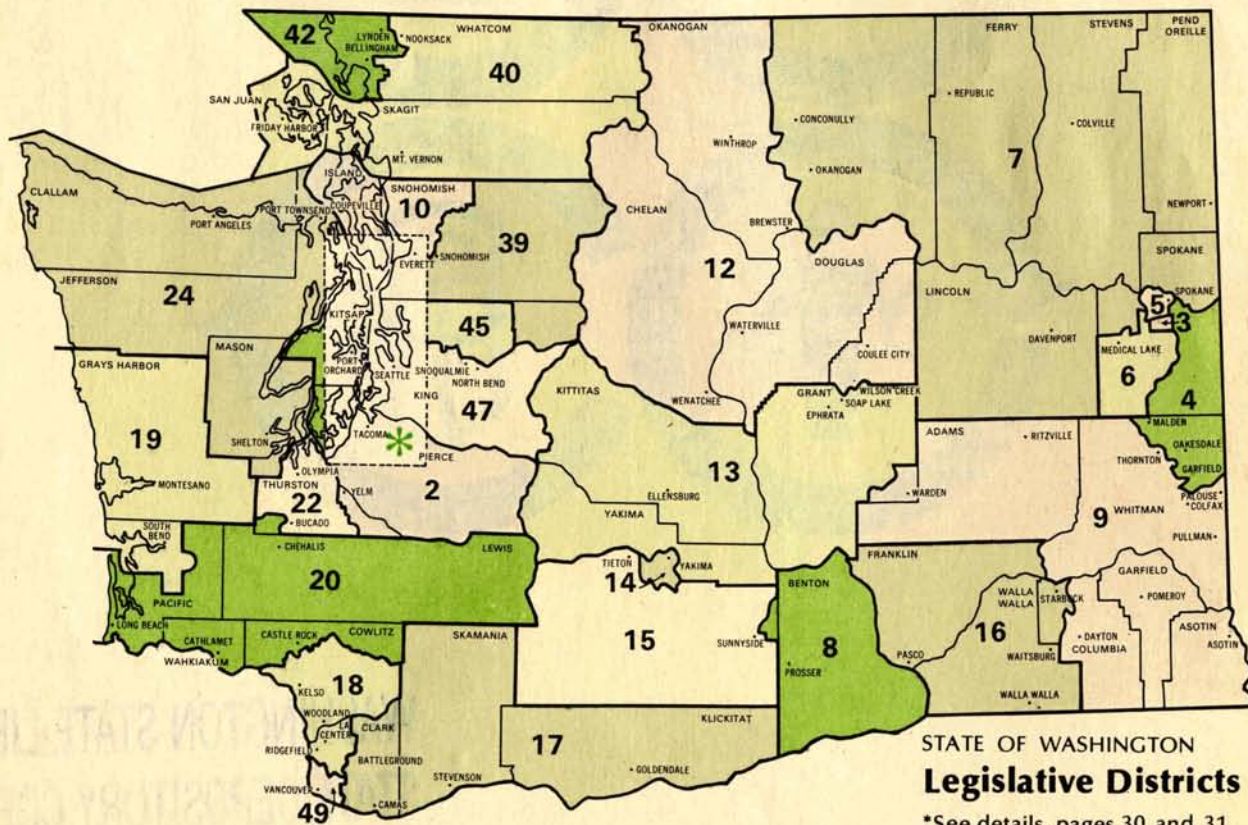 42
LYNDEN
BELLINGHAM
NOOKSACK
WHATCOM
40
OKANOGAN
FERRY
STEVENS
PEND
OREILLE
SAN JUAN
FRIDAY HARBOR
SKAGIT
MT. VERNON
WINTHROP
CONCONULLY
OKANOGAN
REPUBLIC
7
COLVILLE
NEWPORT
CLALLAM
PORT ANGELES
PORT TOWNSEND
ISLAND
COUPEVILLE
SNOHOMISH
10
39
EVERETT
SNOHOMISH
CHELAN
BREWSTER
12
DOUGLAS
SPOKANE
SPOKANE
JEFFERSON
24
KITSAP
45
WATERVILLE
LINCOLN
DAVENPORT
5
3
MEDICAL LAKE
6
4
MASON
PORT
ORCHARD
SEATTLE
SNOQUALMIE
NORTH BEND
KING
47
COULEE CITY
GRAYS HARBOR
19
MONTESANO
SHELTON
TACOMA
*
PIERCE
KITTITAS
WENATCHEE
GRANT
WILSON CREEK
SOAP LAKE
EPHRATA
ADAMS
RITZVILLE
MALDEN
OAKESDALE
THORNTON
GARFIELD
OLYMPIA
THURSTON
22
BUCADO
YELM
2
13
ELLENSBURG
YAKIMA
WARDEN
9
WHITMAN
PALOUSE
COLFAX
PULLMAN
SOUTH
BEND
CHEHALIS
20
LEWIS
TIETON
14
YAKIMA
FRANKLIN
BENTON
GARFIELD
PACIFIC
LONG BEACH
CATHLAMET
WAHKIAKUM
CASTLE ROCK
COWLITZ
SKAMANIA
15
SUNNYSIDE
8
PROSSER
PASCO
WALLA
WALLA
16
STARBUCK
WAITSBURG
WALLA WALLA
POMEROY
DAYTON
COLUMBIA
ASOTIN
ASOTIN
18
KELSO
WOODLAND
LA
CENTER
CLARK
RIDGEFIELD
BATTLEGROUND
VANCOUVER
49
CAMAS
STEVENSON
17
KLICKITAT
GOLDENDALE
STATE OF WASHINGTON
Legislative Districts
*See details, pages 30 and 31